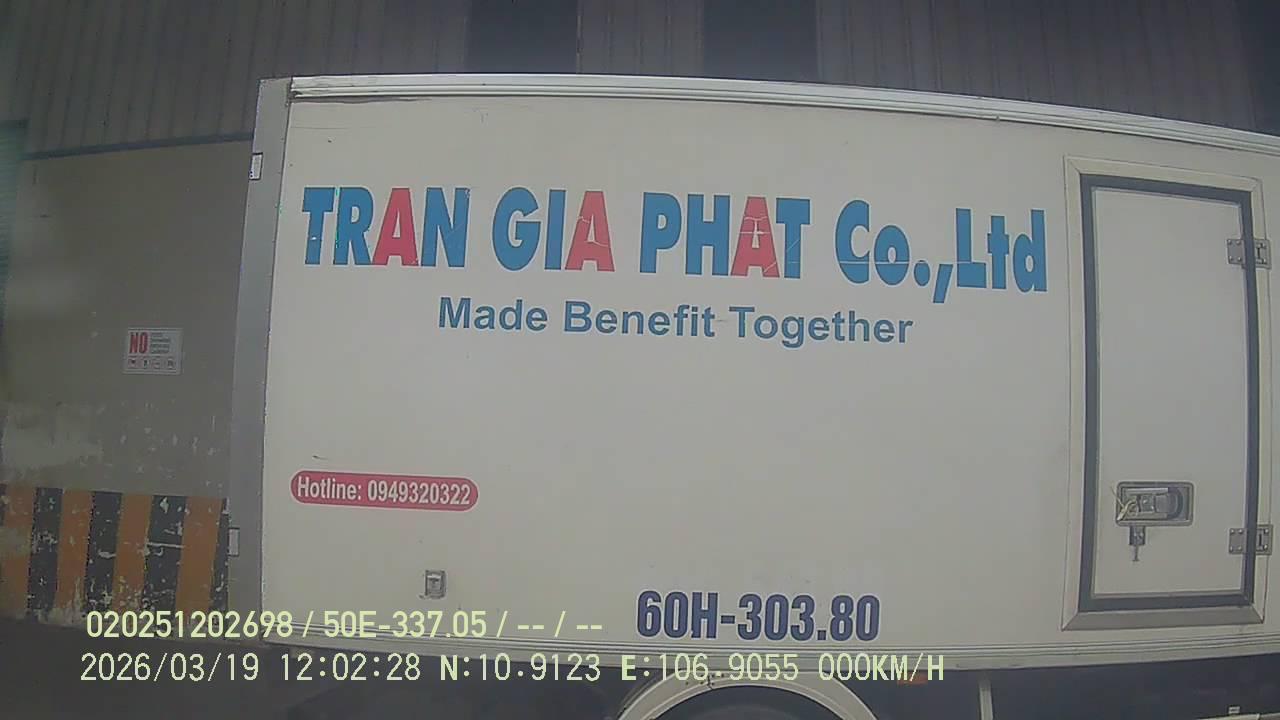 TRAN GIA PHAT Co.,Ltd
Made Benefit Together
NO
Hotline: 0949320322
60H-303.80
020251202698 / 50E-337.05 / -- / --
2026/03/19 12:02:28 N:10.9123 E:106.9055 000KM/H